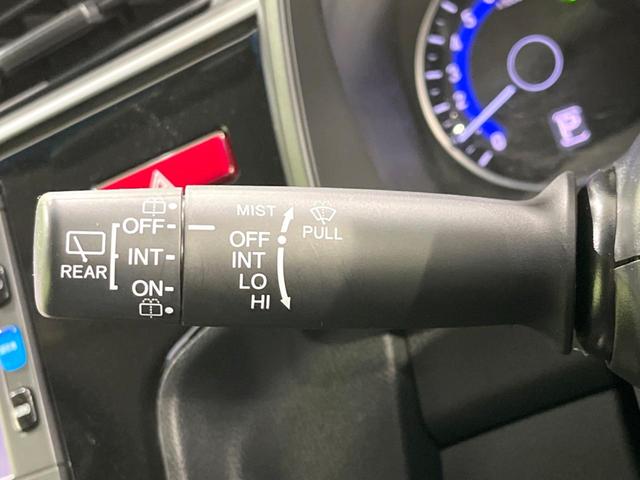 REAR
OFF
INT
ON
MIST
OFF
INT
LO
HI
PULL
P